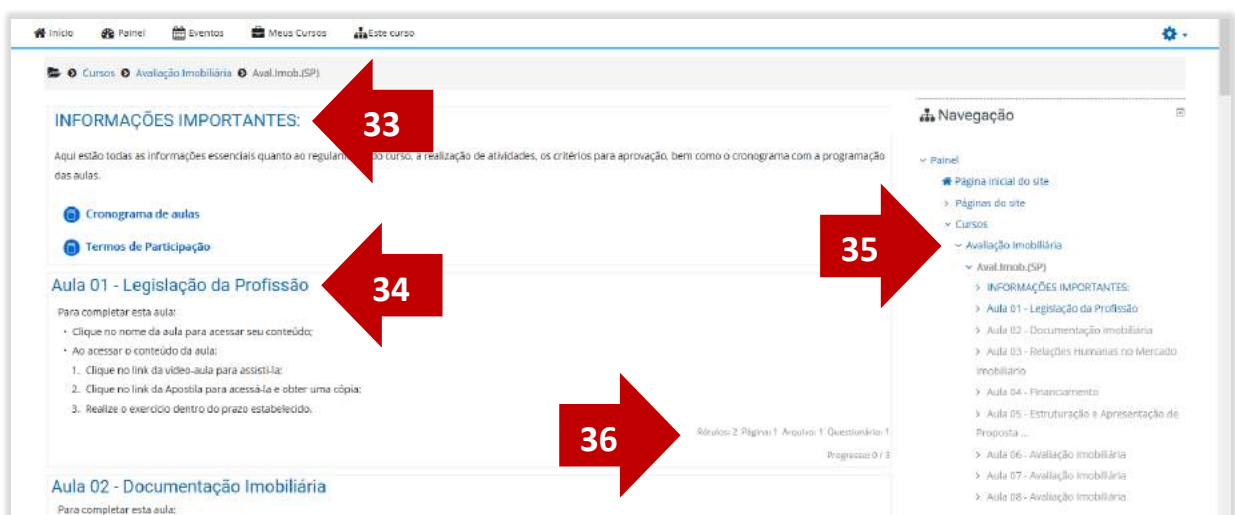 Início Painel Eventos Meus Cursos Este curso
Cursos Avaliação Imobiliária Aval.Imob.(SP)
INFORMAÇÕES IMPORTANTES:
33
Aqui estão todas as informações essenciais quanto ao regulam do curso, a realização de atividades, os critérios para aprovação, bem como o cronograma com a programação
das aulas.
Cronograma de aulas
Termos de Participação
Aula 01 - Legislação da Profissão
34
Para completar esta aula:
• Clique no nome da aula para acessar seu conteúdo;
• Ao acessar o conteúdo da aula:
1. Clique no link da vídeo-aula para assisti-la;
2. Clique no link da Apostila para acessá-la e obter uma cópia;
3. Realize o exercício dentro do prazo estabelecido.
36
Rótulos: 2 Página: 1 Arquivo: 1 Questionário: 1
Progresso: 0 / 3
Aula 02 - Documentação Imobiliária
Para completar esta aula:
Navegação
35
Painel
Página inicial do site
Páginas do site
Cursos
Avaliação Imobiliária
Aval.Imob.(SP)
INFORMAÇÕES IMPORTANTES:
Aula 01 - Legislação da Profissão
Aula 02 - Documentação Imobiliária
Aula 03 - Relações Humanas no Mercado
Imobiliário
Aula 04 - Financiamento
Aula 05 - Estruturação e Apresentação de
Proposta ...
Aula 06 - Avaliação Imobiliária
Aula 07 - Avaliação Imobiliária
Aula 08 - Avaliação Imobiliária